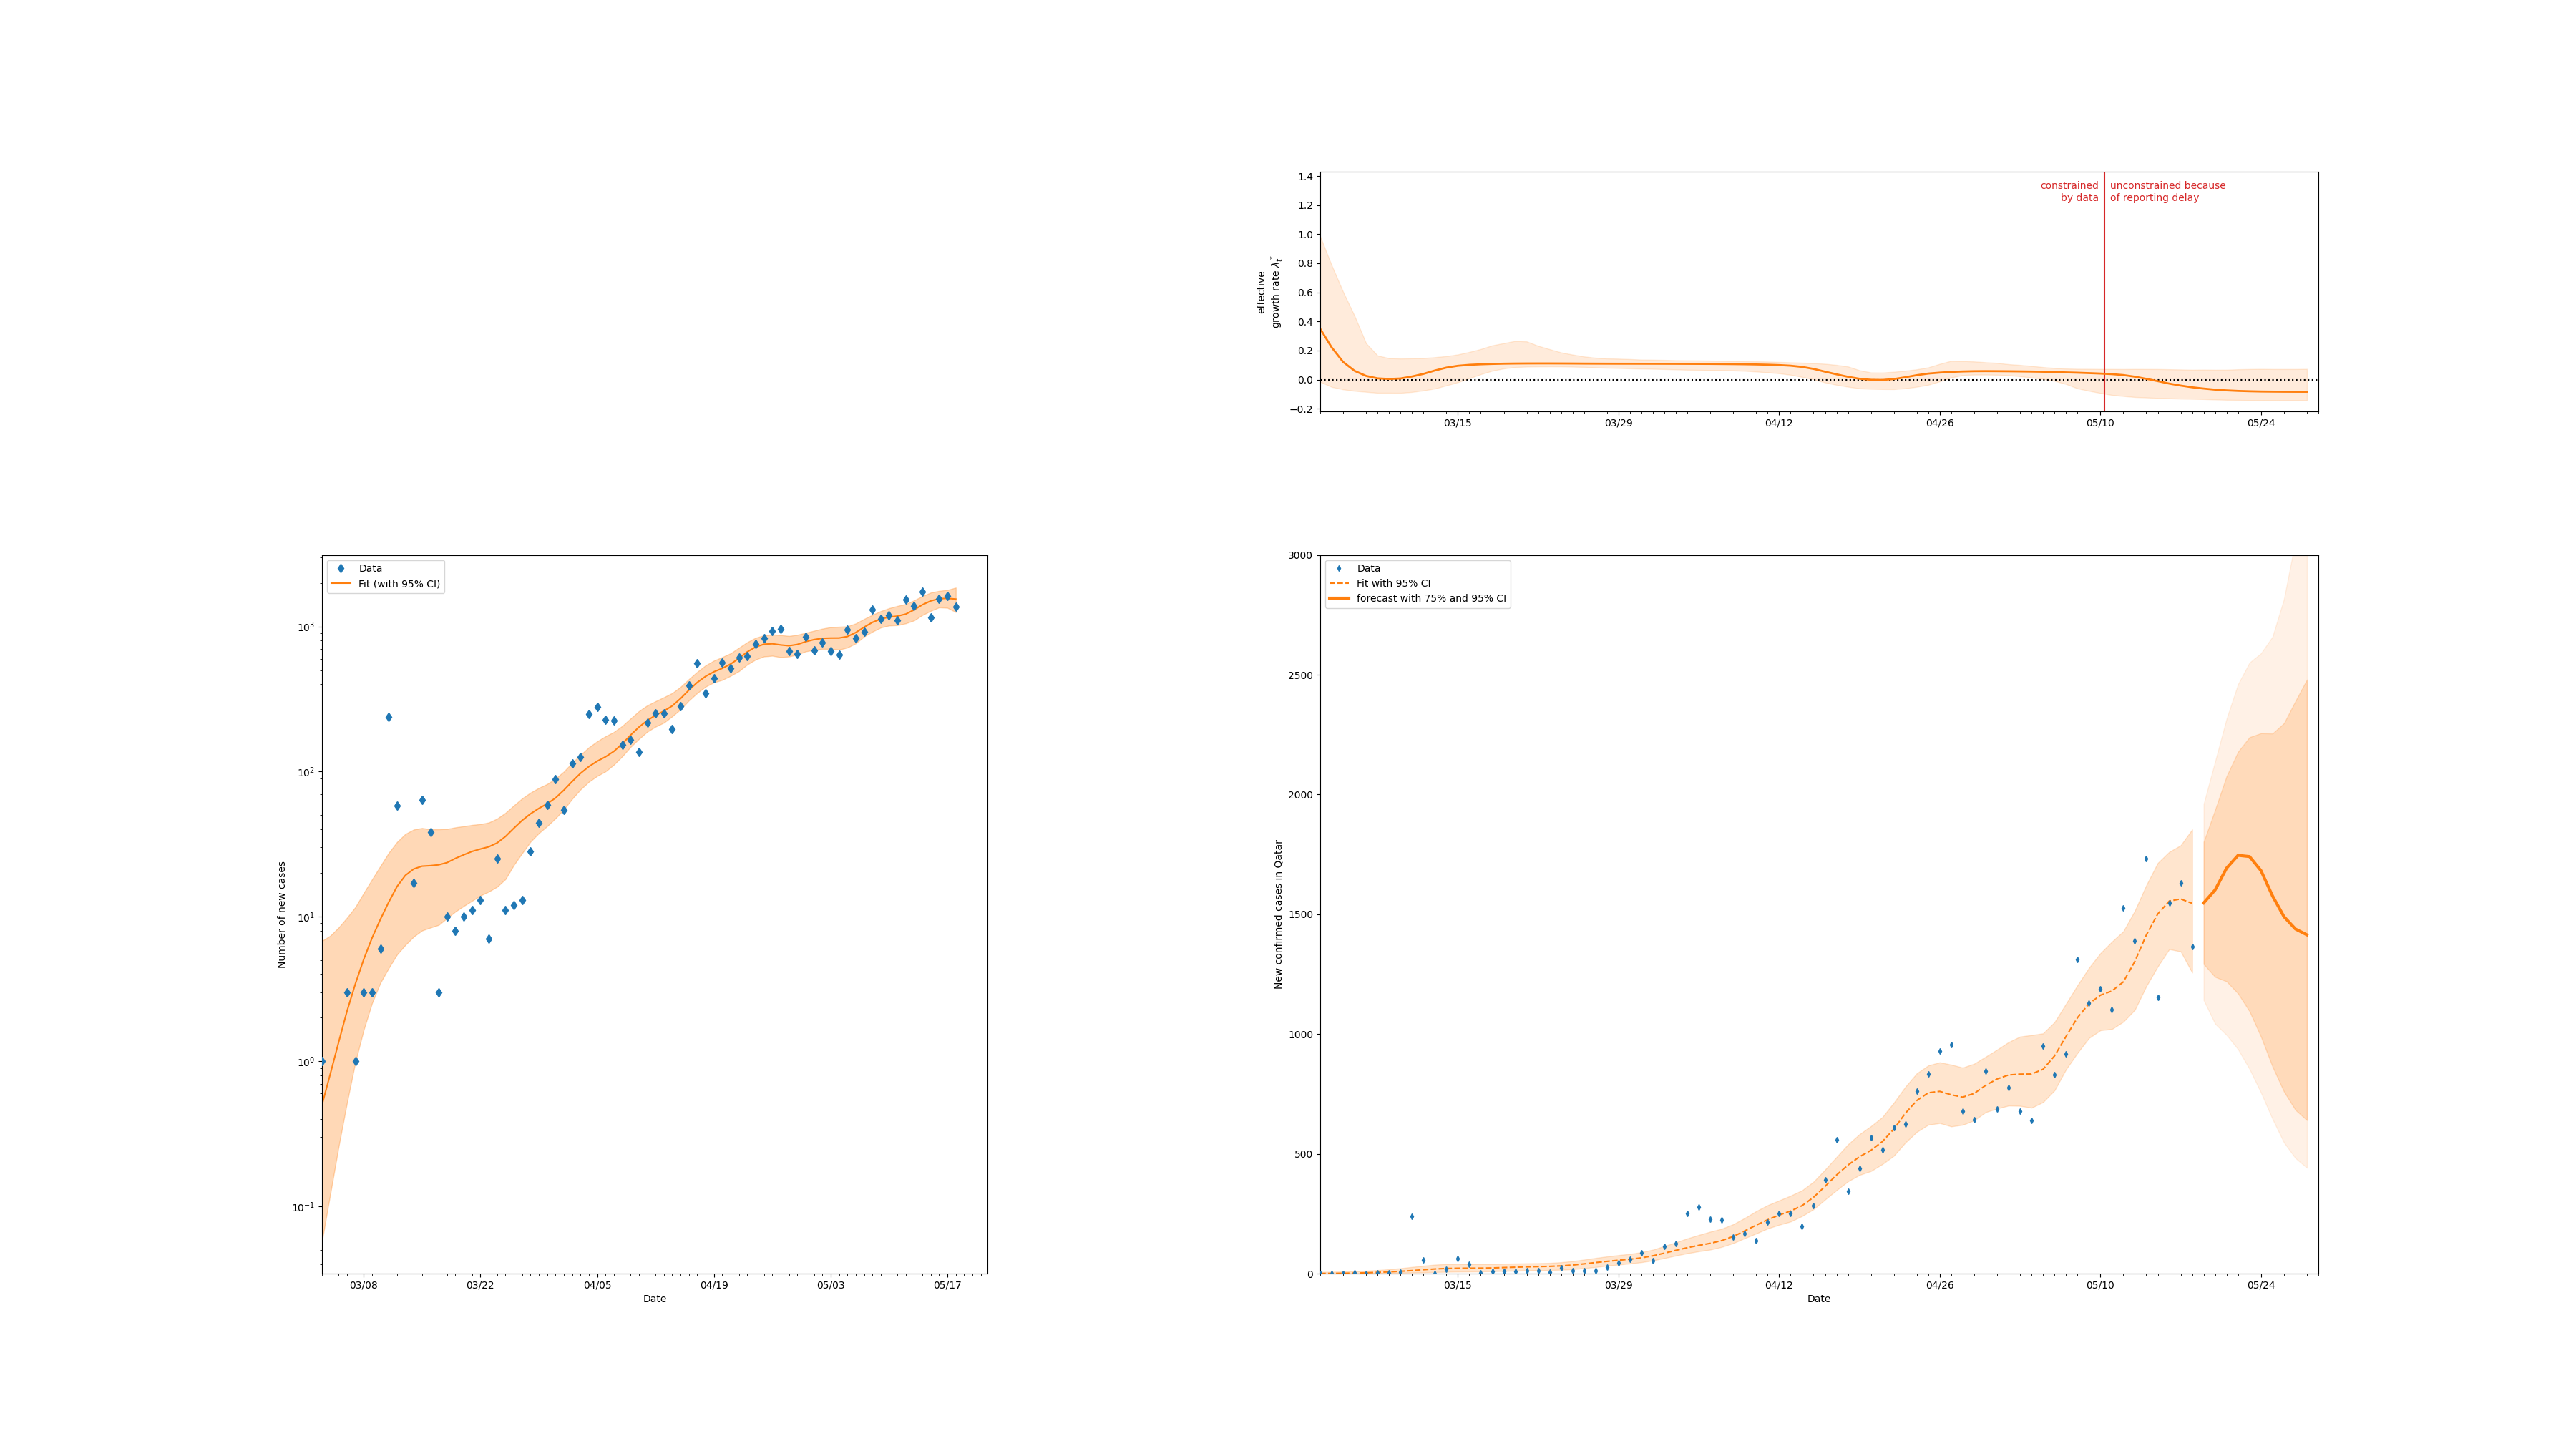 1.4
1.2
1.0
0.8
0.6
0.4
0.2
0.0
−0.2
effective
growth rate λ*t
constrained
by data
unconstrained because
of reporting delay
03/15
03/29
04/12
04/26
05/10
05/24
Data
Fit (with 95% CI)
Number of new cases
10³
10²
10¹
10⁰
10⁻¹
03/08
03/22
04/05
04/19
05/03
05/17
Date
Data
Fit with 95% CI
forecast with 75% and 95% CI
New confirmed cases in Qatar
3000
2500
2000
1500
1000
500
0
03/15
03/29
04/12
04/26
05/10
05/24
Date